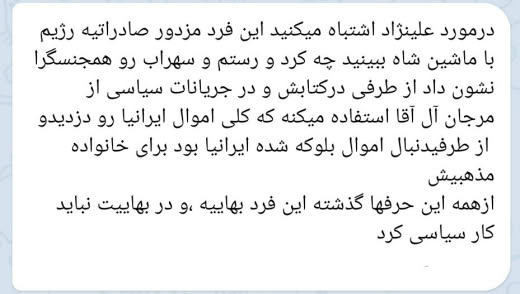 درمورد علینژاد اشتباه میکنید این فرد مزدور صادراتیه رژیم
با ماشین شاه ببینید چه کرد و رستم و سهراب رو همجنسگرا
نشون داد از طرفی درکتابش و در جریانات سیاسی از
مرجان آل آقا استفاده میکنه که کلی اموال ایرانیا رو دزدیدو
از طرفیدنبال اموال بلوکه شده ایرانیا بود برای خانواده
مذهبیش
ازهمه این حرفها گذشته این فرد بهاییه ،و در بهاییت نباید
کار سیاسی کرد